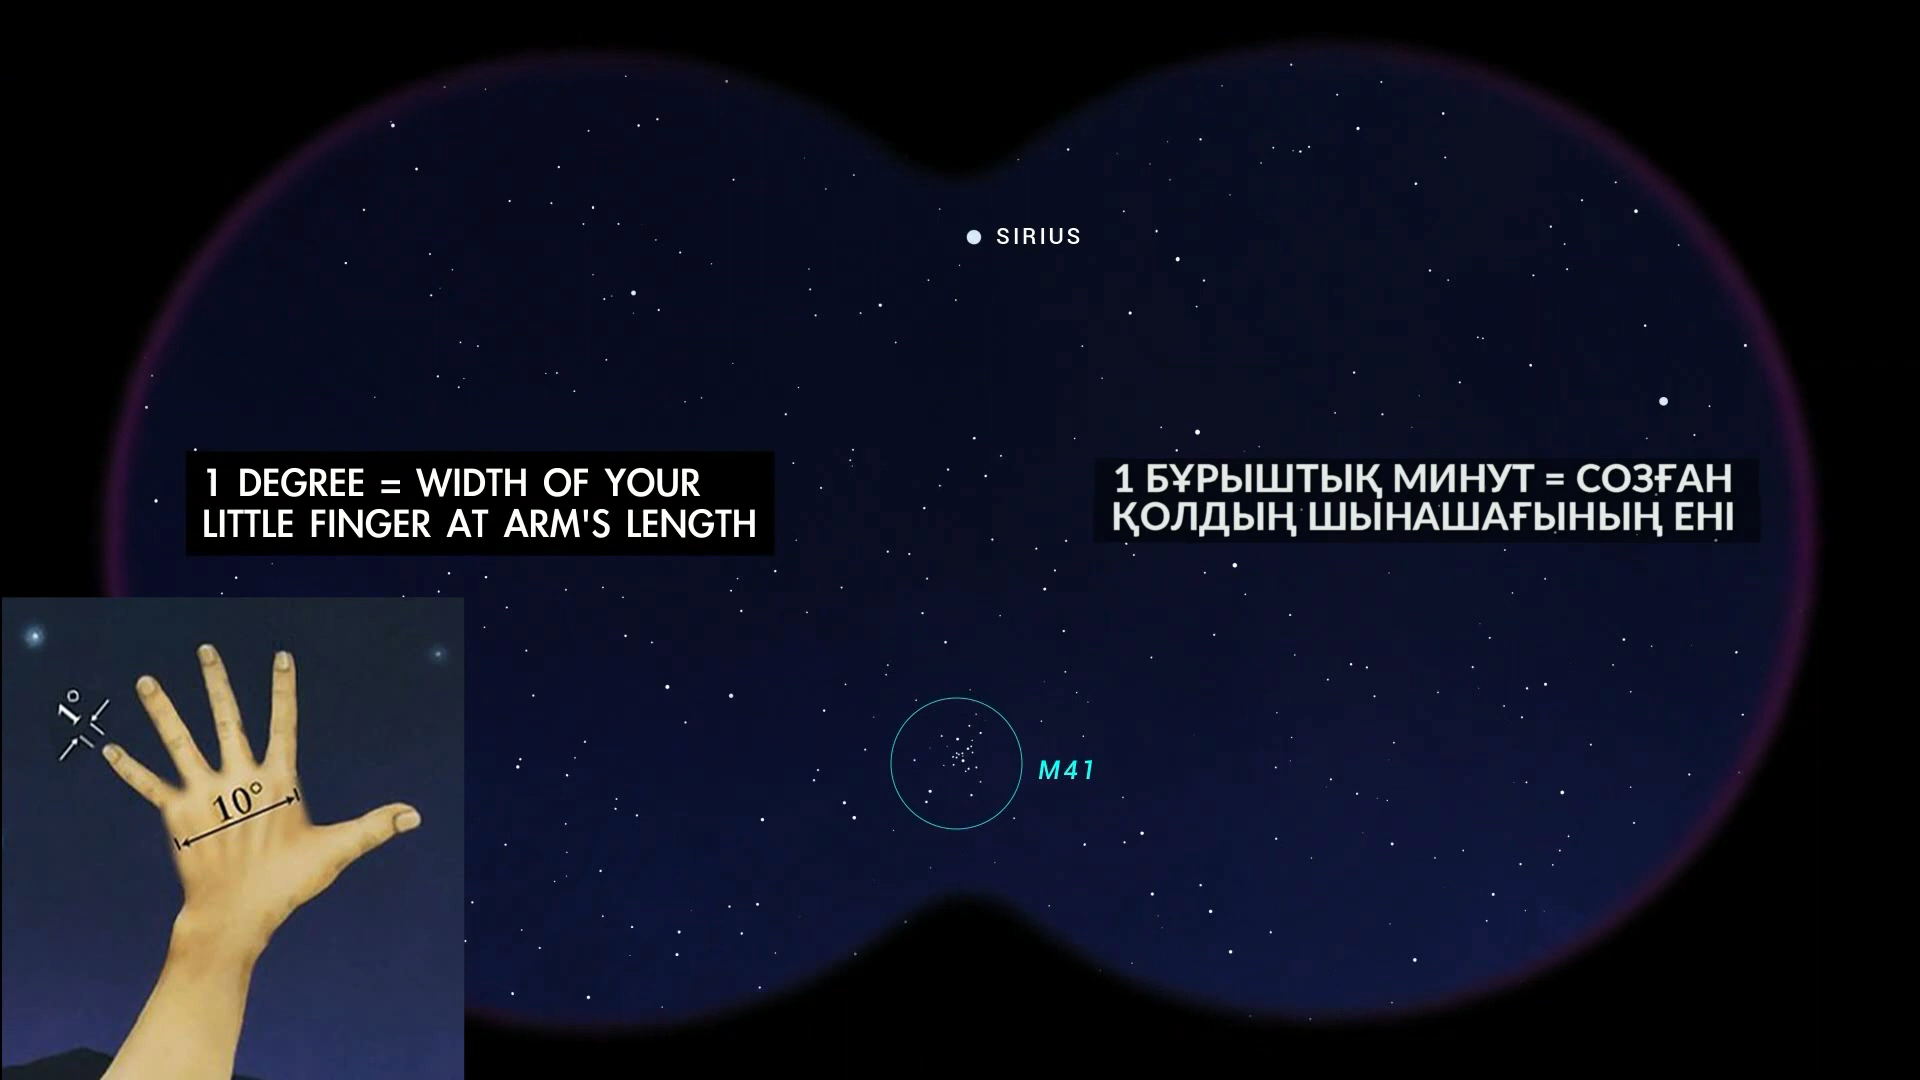 SIRIUS
1 DEGREE = WIDTH OF YOUR
LITTLE FINGER AT ARM'S LENGTH
1 БҰРЫШТЫҚ МИНУТ = СОЗҒАН
ҚОЛДЫҢ ШЫНАШАҒЫНЫҢ ЕНІ
1°
10°
M41